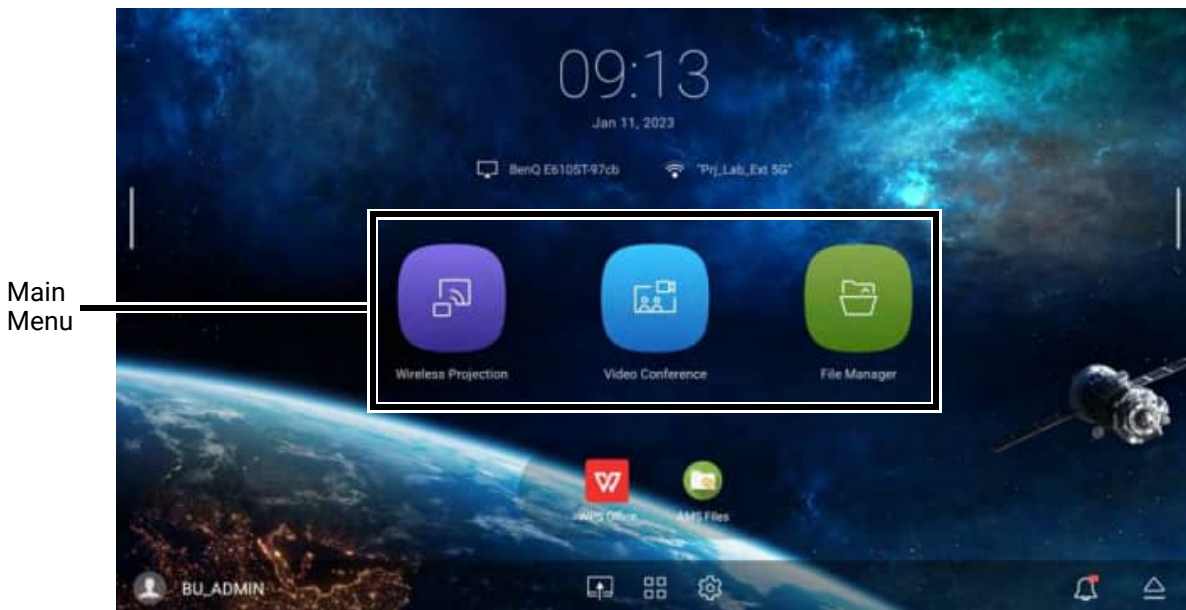 09:13
Jan 11, 2023
BenQ E610ST-97cb "Prj_Lab_Ext 5G"
Main
Menu
Wireless Projection Video Conference File Manager
WPS Office AMS Files
BU_ADMIN